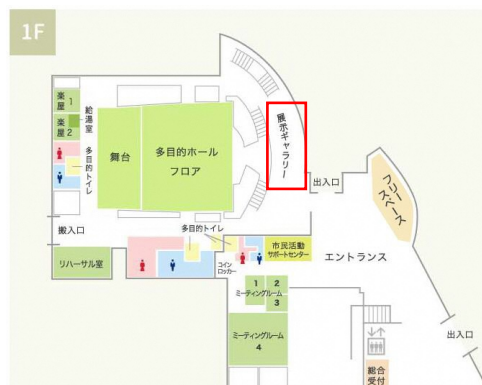 1F
楽屋 1
楽屋 2
給湯室
多目的トイレ
舞台
多目的ホール
フロア
展示ギャラリー
出入口
フリースペース
搬入口
リハーサル室
多目的トイレ
コイン
ロッカー
市民活動
サポートセンター
エントランス
1
2
3
ミーティングルーム
ミーティングルーム
4
出入口
総合
受付